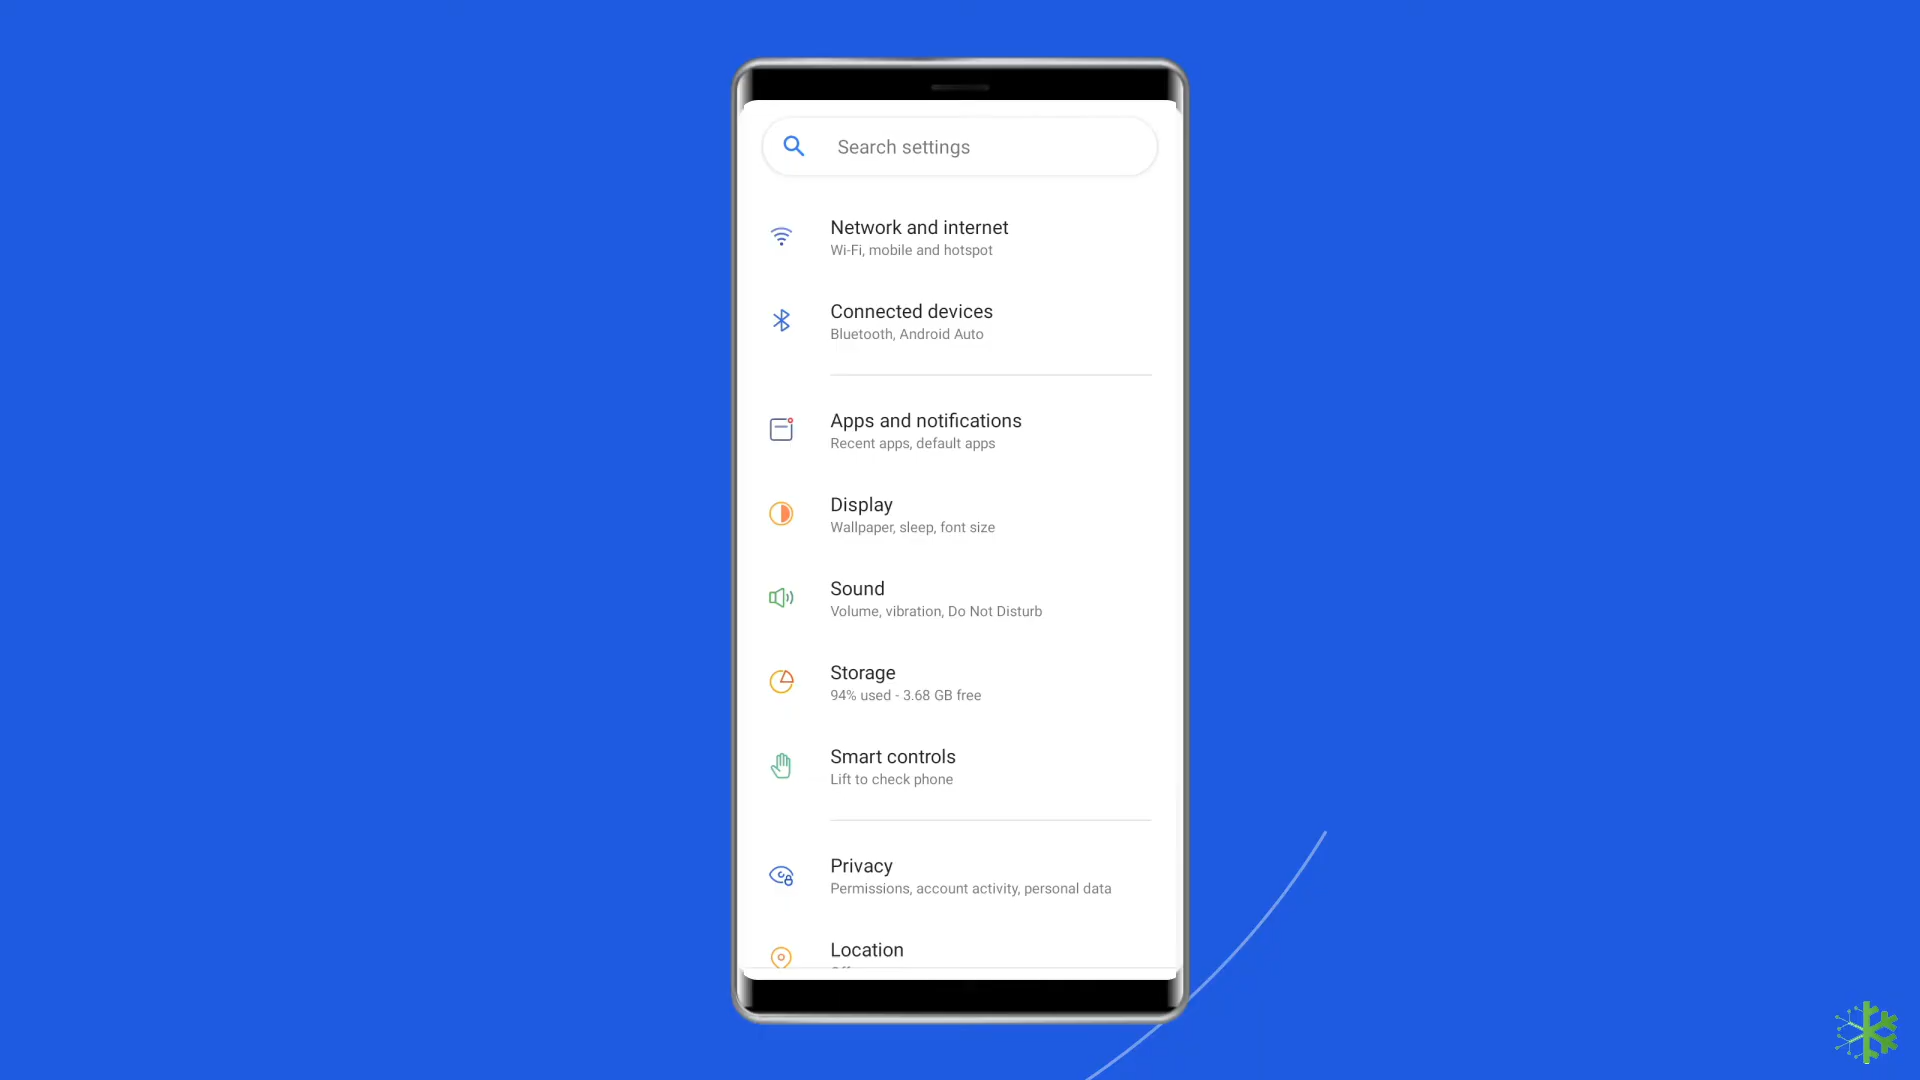 Search settings
Network and internet
Wi-Fi, mobile and hotspot
Connected devices
Bluetooth, Android Auto
Apps and notifications
Recent apps, default apps
Display
Wallpaper, sleep, font size
Sound
Volume, vibration, Do Not Disturb
Storage
94% used - 3.68 GB free
Smart controls
Lift to check phone
Privacy
Permissions, account activity, personal data
Location